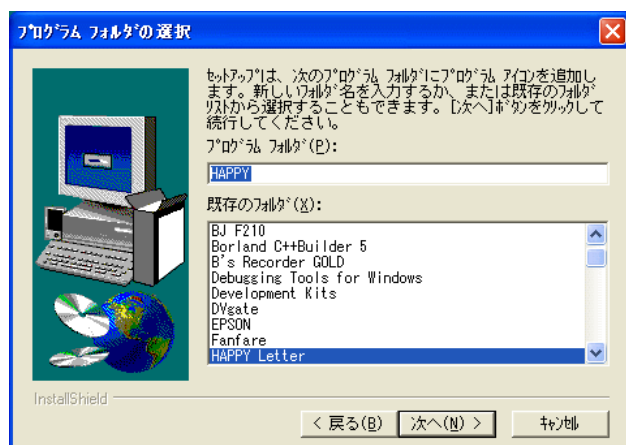 ﾌﾟﾛｸﾞﾗﾑ ﾌｫﾙﾀﾞの選択
ｾｯﾄｱｯﾌﾟは、次のﾌﾟﾛｸﾞﾗﾑ ﾌｫﾙﾀﾞにﾌﾟﾛｸﾞﾗﾑ ｱｲｺﾝを追加し
ます。新しいﾌｫﾙﾀﾞ名を入力するか、または既存のﾌｫﾙﾀﾞ
ﾘｽﾄから選択することもできます。[次へ]ﾎﾞﾀﾝをｸﾘｯｸして
続行してください。
ﾌﾟﾛｸﾞﾗﾑ ﾌｫﾙﾀﾞ(P):
HAPPY
既存のﾌｫﾙﾀﾞ(X):
BJ F210
Borland C++Builder 5
B's Recorder GOLD
Debugging Tools for Windows
Development Kits
DVgate
EPSON
Fanfare
HAPPY Letter
InstallShield
< 戻る(B)
次へ(N) >
ｷｬﾝｾﾙ